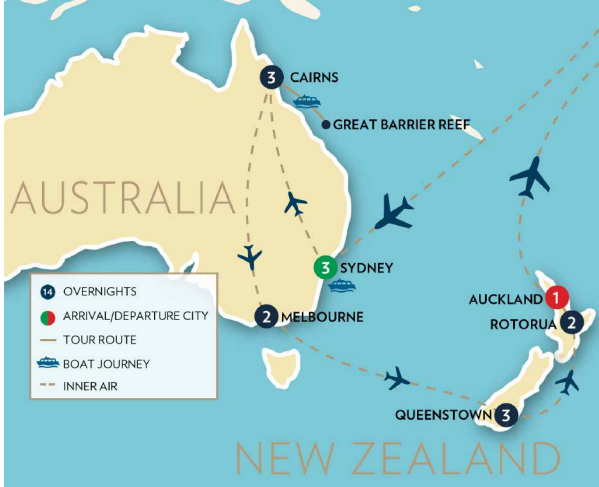 3 CAIRNS
GREAT BARRIER REEF
AUSTRALIA
3 SYDNEY
14 OVERNIGHTS
ARRIVAL/DEPARTURE CITY
TOUR ROUTE
BOAT JOURNEY
INNER AIR
2 MELBOURNE
AUCKLAND 1
ROTORUA 2
QUEENSTOWN 3
NEW ZEALAND